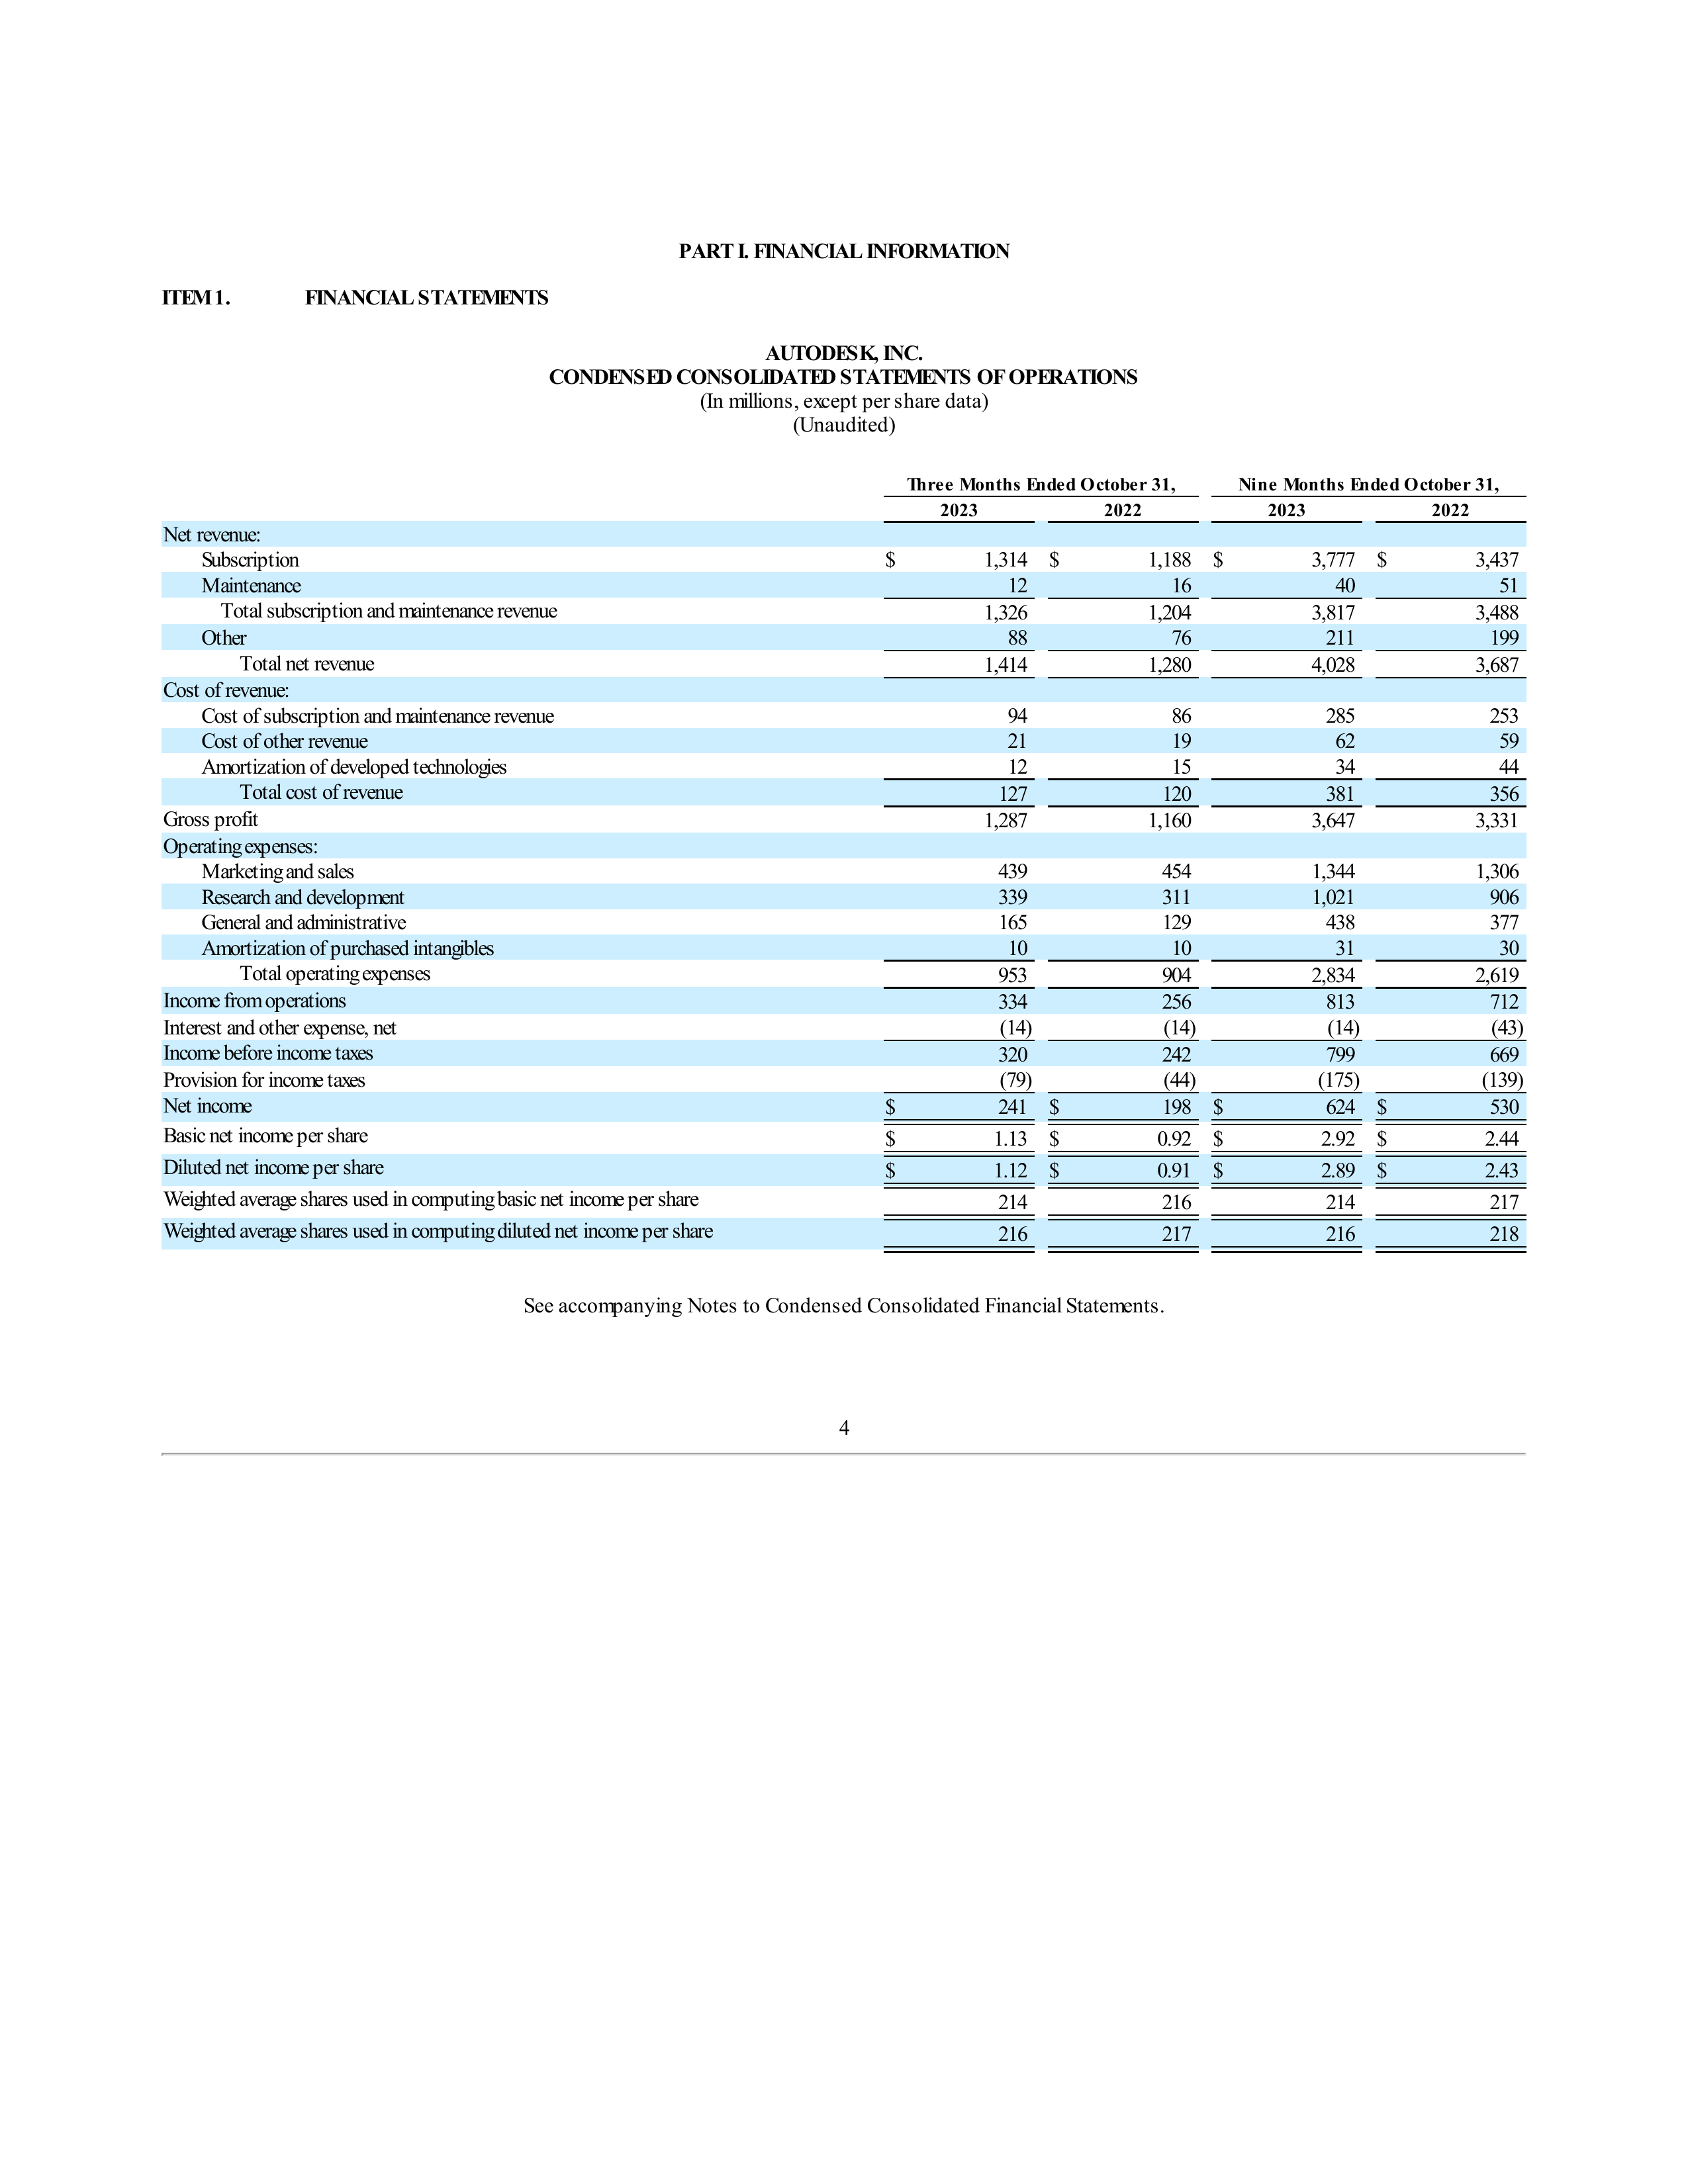 PART I. FINANCIAL INFORMATION
ITEM 1. FINANCIAL STATEMENTS
AUTODESK, INC.
CONDENSED CONSOLIDATED STATEMENTS OF OPERATIONS
(In millions, except per share data)
(Unaudited)
Three Months Ended October 31, Nine Months Ended October 31,
2023 2022 2023 2022
Net revenue:
Subscription $ 1,314 $ 1,188 $ 3,777 $ 3,437
Maintenance 12 16 40 51
Total subscription and maintenance revenue 1,326 1,204 3,817 3,488
Other 88 76 211 199
Total net revenue 1,414 1,280 4,028 3,687
Cost of revenue:
Cost of subscription and maintenance revenue 94 86 285 253
Cost of other revenue 21 19 62 59
Amortization of developed technologies 12 15 34 44
Total cost of revenue 127 120 381 356
Gross profit 1,287 1,160 3,647 3,331
Operating expenses:
Marketing and sales 439 454 1,344 1,306
Research and development 339 311 1,021 906
General and administrative 165 129 438 377
Amortization of purchased intangibles 10 10 31 30
Total operating expenses 953 904 2,834 2,619
Income from operations 334 256 813 712
Interest and other expense, net (14) (14) (14) (43)
Income before income taxes 320 242 799 669
Provision for income taxes (79) (44) (175) (139)
Net income $ 241 $ 198 $ 624 $ 530
Basic net income per share $ 1.13 $ 0.92 $ 2.92 $ 2.44
Diluted net income per share $ 1.12 $ 0.91 $ 2.89 $ 2.43
Weighted average shares used in computing basic net income per share 214 216 214 217
Weighted average shares used in computing diluted net income per share 216 217 216 218
See accompanying Notes to Condensed Consolidated Financial Statements.
4